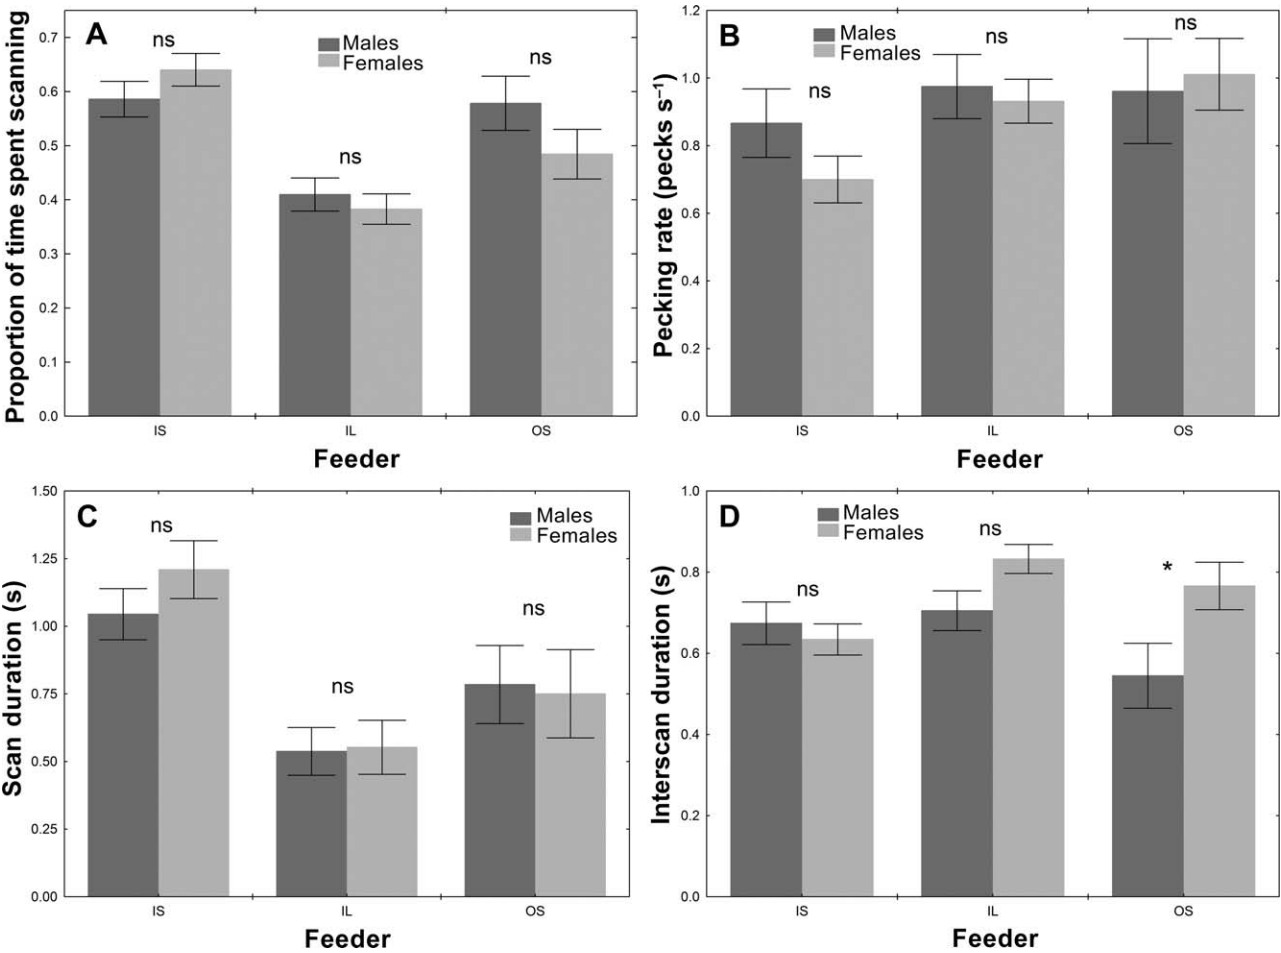 A
ns
Males
Females
ns
ns
Proportion of time spent scanning
0.7
0.6
0.5
0.4
0.3
0.2
0.1
0.0
IS
IL
OS
Feeder
B
ns
Males
Females
ns
ns
Pecking rate (pecks s⁻¹)
1.2
1.0
0.8
0.6
0.4
0.2
0.0
IS
IL
OS
Feeder
C
ns
Males
Females
ns
ns
Scan duration (s)
1.50
1.25
1.00
0.75
0.50
0.25
0.00
IS
IL
OS
Feeder
D
Males
Females
ns
ns
*
Interscan duration (s)
1.0
0.8
0.6
0.4
0.2
0.0
IS
IL
OS
Feeder